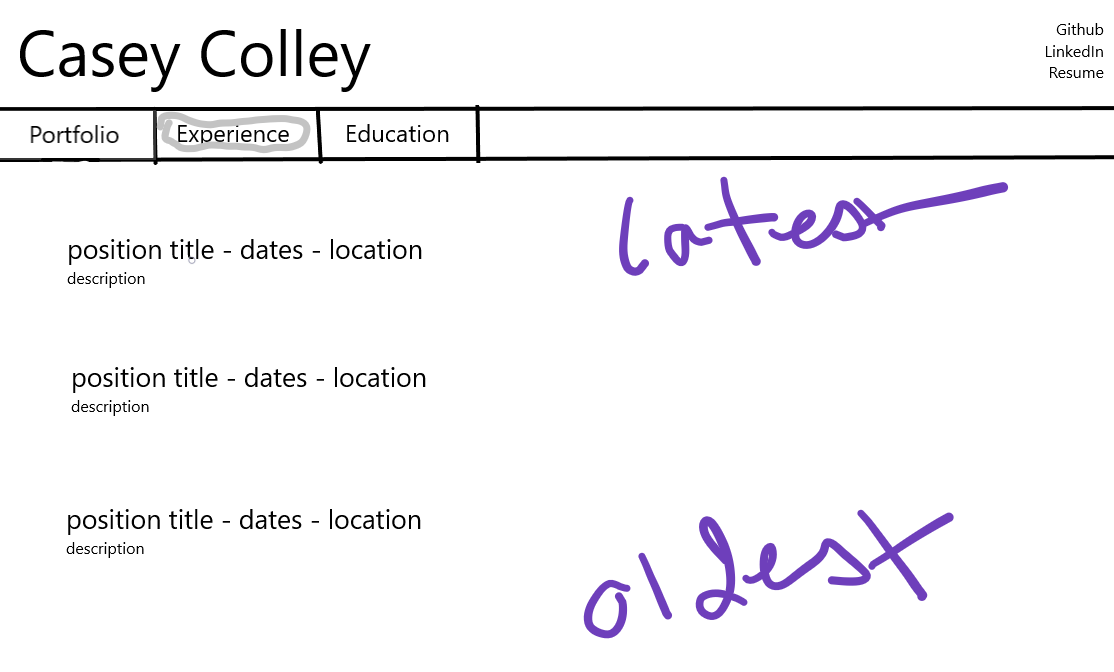 Casey Colley
Github
LinkedIn
Resume
Portfolio
Experience
Education
latest
position title - dates - location
description
position title - dates - location
description
position title - dates - location
description
oldest